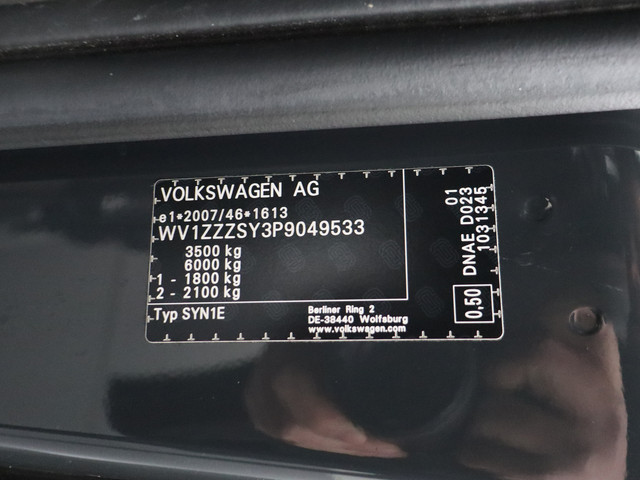 VOLKSWAGEN AG
e1*2007/46*1613
WV1ZZZSY3P9049533
3500 kg
6000 kg
1 - 1800 kg
2 - 2100 kg
Typ SYN1E
Berliner Ring 2
DE-38440 Wolfsburg
www.volkswagen.com
0,50
DNAE D023
01
1031345